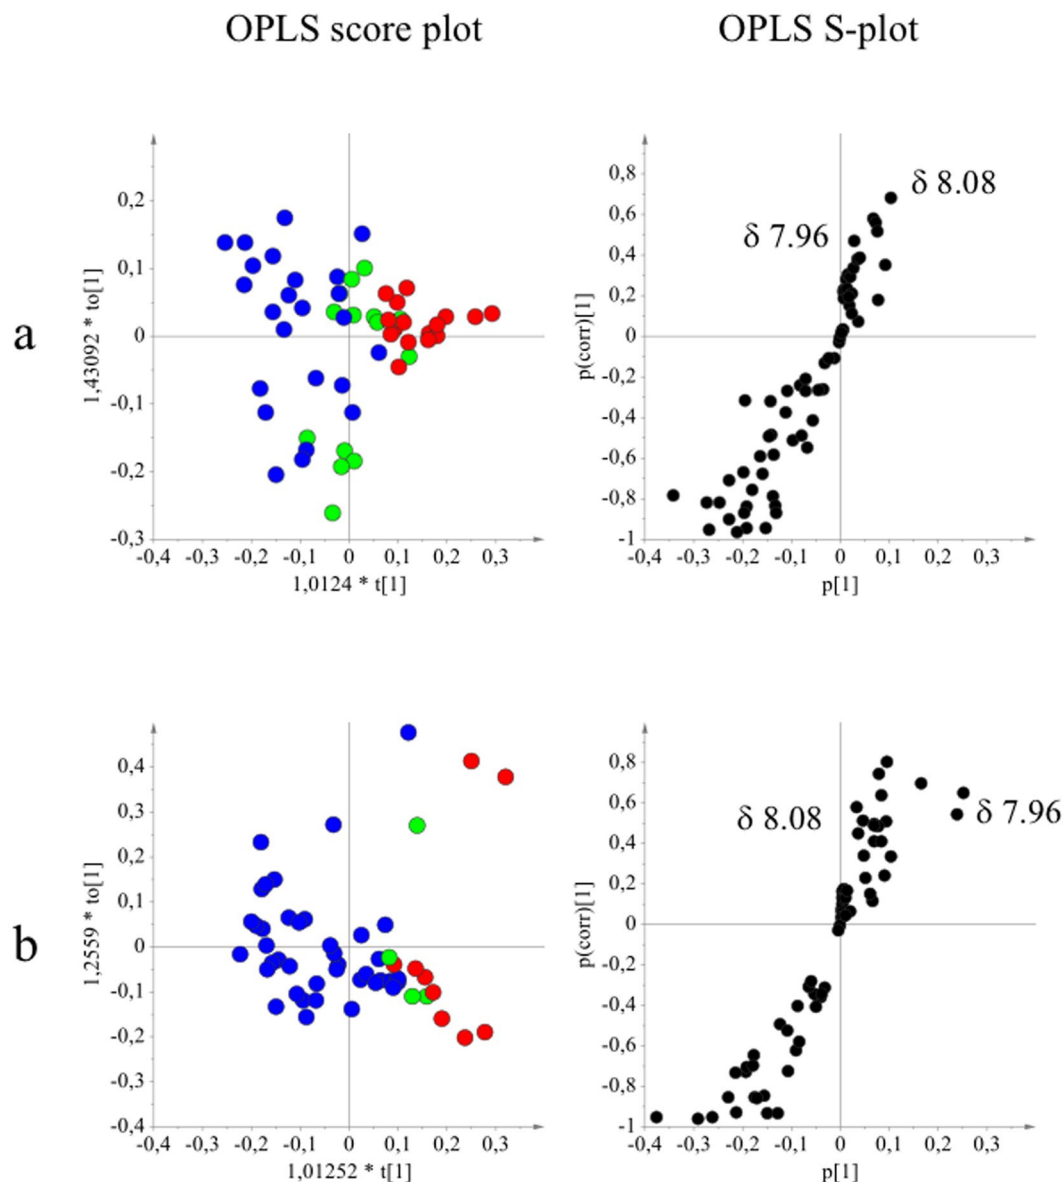 OPLS score plot
OPLS S-plot
a
1,43092 * to[1]
0,2
0,1
0
-0,1
-0,2
-0,3
-0,4 -0,3 -0,2 -0,1 0 0,1 0,2 0,3
1,0124 * t[1]
p(corr)[1]
0,8
0,6
0,4
0,2
0
-0,2
-0,4
-0,6
-0,8
-1
δ 8.08
δ 7.96
-0,4 -0,3 -0,2 -0,1 0 0,1 0,2 0,3
p[1]
b
1,2559 * to[1]
0,4
0,3
0,2
0,1
0
-0,1
-0,2
-0,3
-0,4
-0,4 -0,3 -0,2 -0,1 0 0,1 0,2 0,3
1,01252 * t[1]
p(corr)[1]
0,8
0,6
0,4
0,2
0
-0,2
-0,4
-0,6
-0,8
-1
δ 8.08
δ 7.96
-0,4 -0,3 -0,2 -0,1 0 0,1 0,2 0,3
p[1]